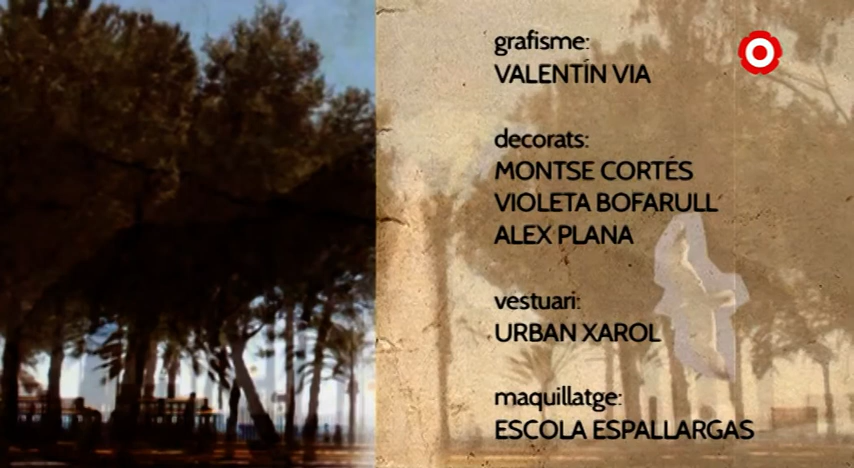 grafisme:
VALENTÍN VIA
decorats:
MONTSE CORTÉS
VIOLETA BOFARULL
ALEX PLANA
vestuari:
URBAN XAROL
maquillatge:
ESCOLA ESPALLARGAS